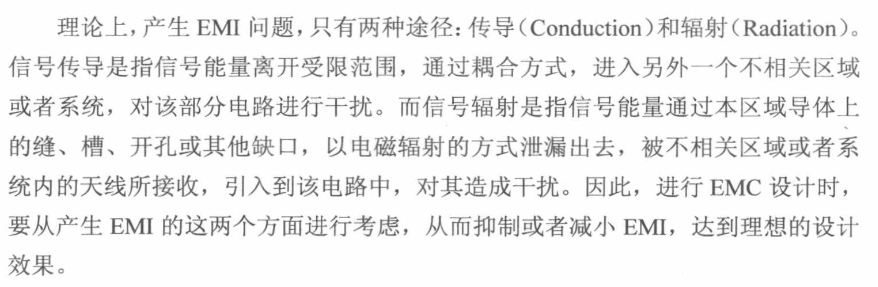 理论上，产生 EMI 问题，只有两种途径：传导（Conduction）和辐射（Radiation）。
信号传导是指信号能量离开受限范围，通过耦合方式，进入另外一个不相关区域
或者系统，对该部分电路进行干扰。而信号辐射是指信号能量通过本区域导体上
的缝、槽、开孔或其他缺口，以电磁辐射的方式泄漏出去，被不相关区域或者系
统内的天线所接收，引入到该电路中，对其造成干扰。因此，进行 EMC 设计时，
要从产生 EMI 的这两个方面进行考虑，从而抑制或者减小 EMI，达到理想的设计
效果。